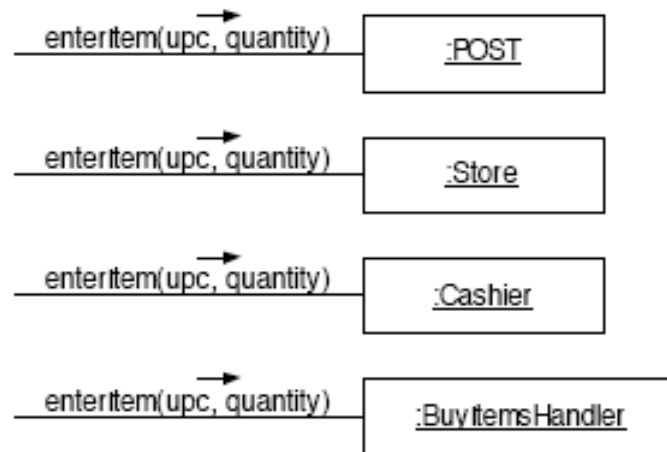 enterItem(upc, quantity)
:POST
enterItem(upc, quantity)
:Store
enterItem(upc, quantity)
:Cashier
enterItem(upc, quantity)
:BuyItemsHandler